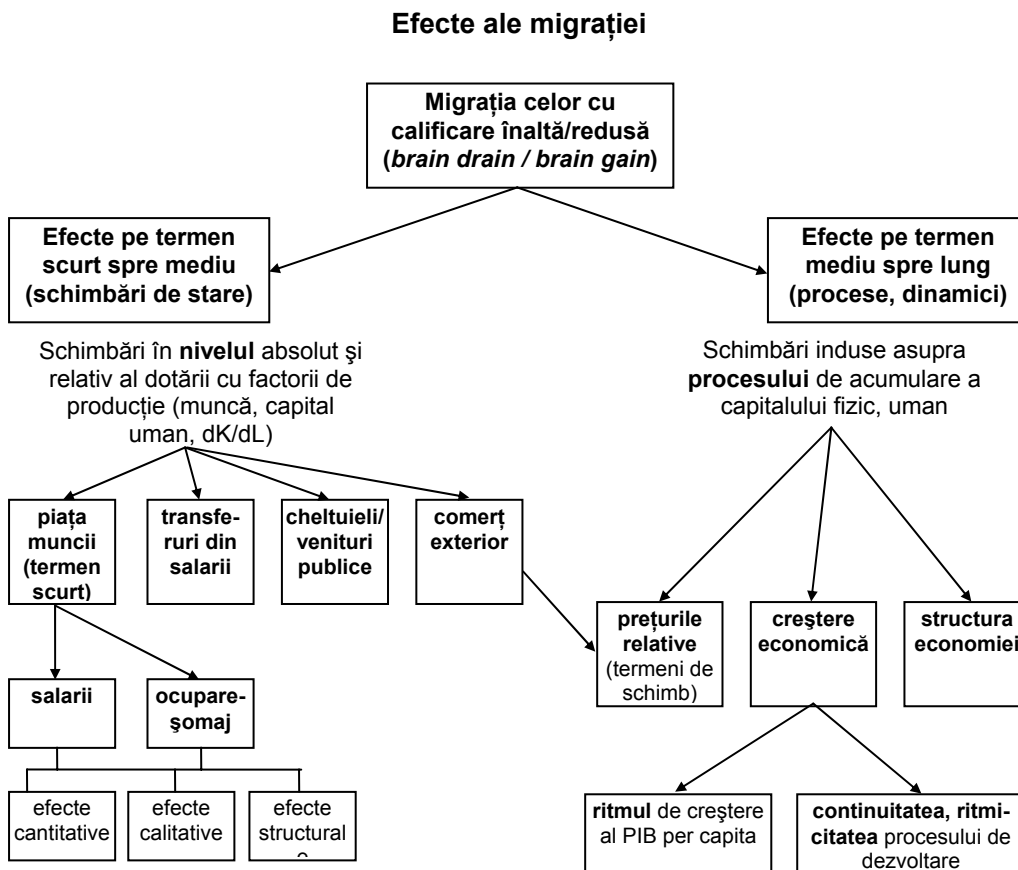 Efecte ale migrației
Migrația celor cu
calificare înaltă/redusă
(brain drain / brain gain)
Efecte pe termen
scurt spre mediu
(schimbări de stare)
Efecte pe termen
mediu spre lung
(procese, dinamici)
Schimbări în nivelul absolut şi
relativ al dotării cu factorii de
producție (muncă, capital
uman, dK/dL)
Schimbări induse asupra
procesului de acumulare a
capitalului fizic, uman
piața
muncii
(termen
scurt)
transfe-
ruri din
salarii
cheltuieli/
venituri
publice
comerț
exterior
prețurile
relative
(termeni de
schimb)
creştere
economică
structura
economiei
salarii
ocupare-
şomaj
efecte
cantitative
efecte
calitative
efecte
structural
ritmul de creştere
al PIB per capita
continuitatea, ritmi-
citatea procesului de
dezvoltare